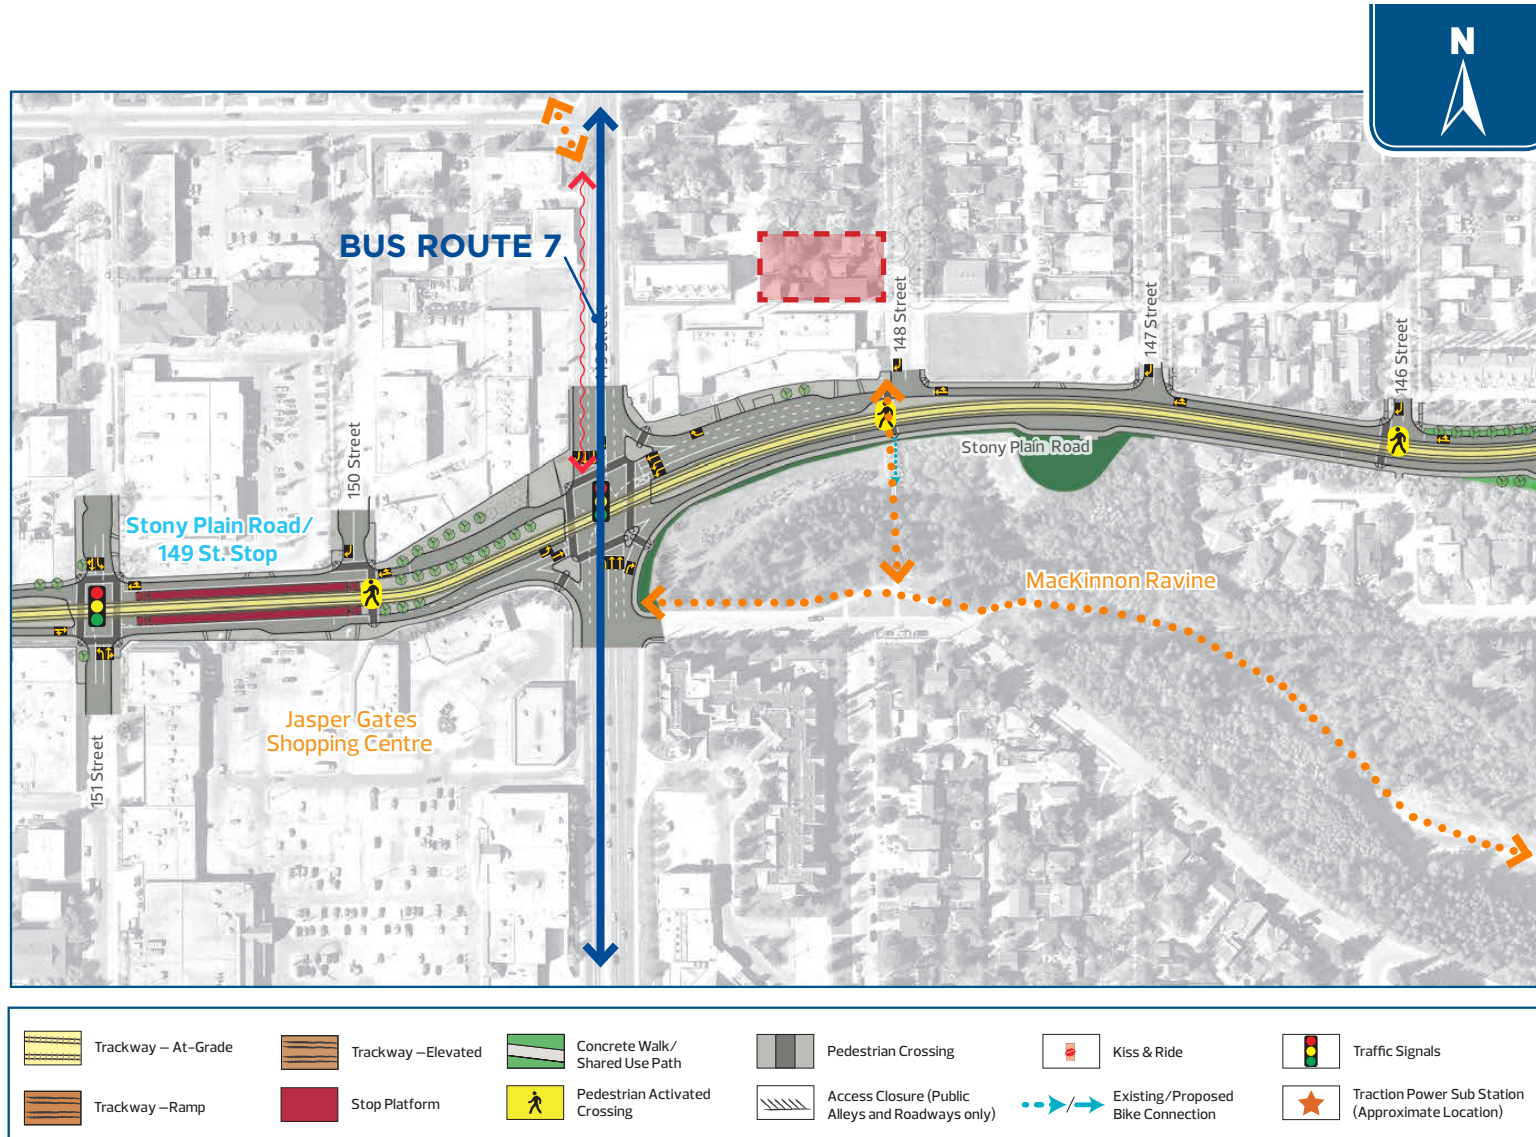 N
BUS ROUTE 7
149 Street
148 Street
147 Street
146 Street
Stony Plain Road
150 Street
Stony Plain Road/
149 St. Stop
MacKinnon Ravine
Jasper Gates
Shopping Centre
151 Street
Trackway – At-Grade
Trackway –Elevated
Concrete Walk/
Shared Use Path
Pedestrian Crossing
Kiss & Ride
Traffic Signals
Trackway –Ramp
Stop Platform
Pedestrian Activated
Crossing
Access Closure (Public
Alleys and Roadways only)
Existing/Proposed
Bike Connection
Traction Power Sub Station
(Approximate Location)